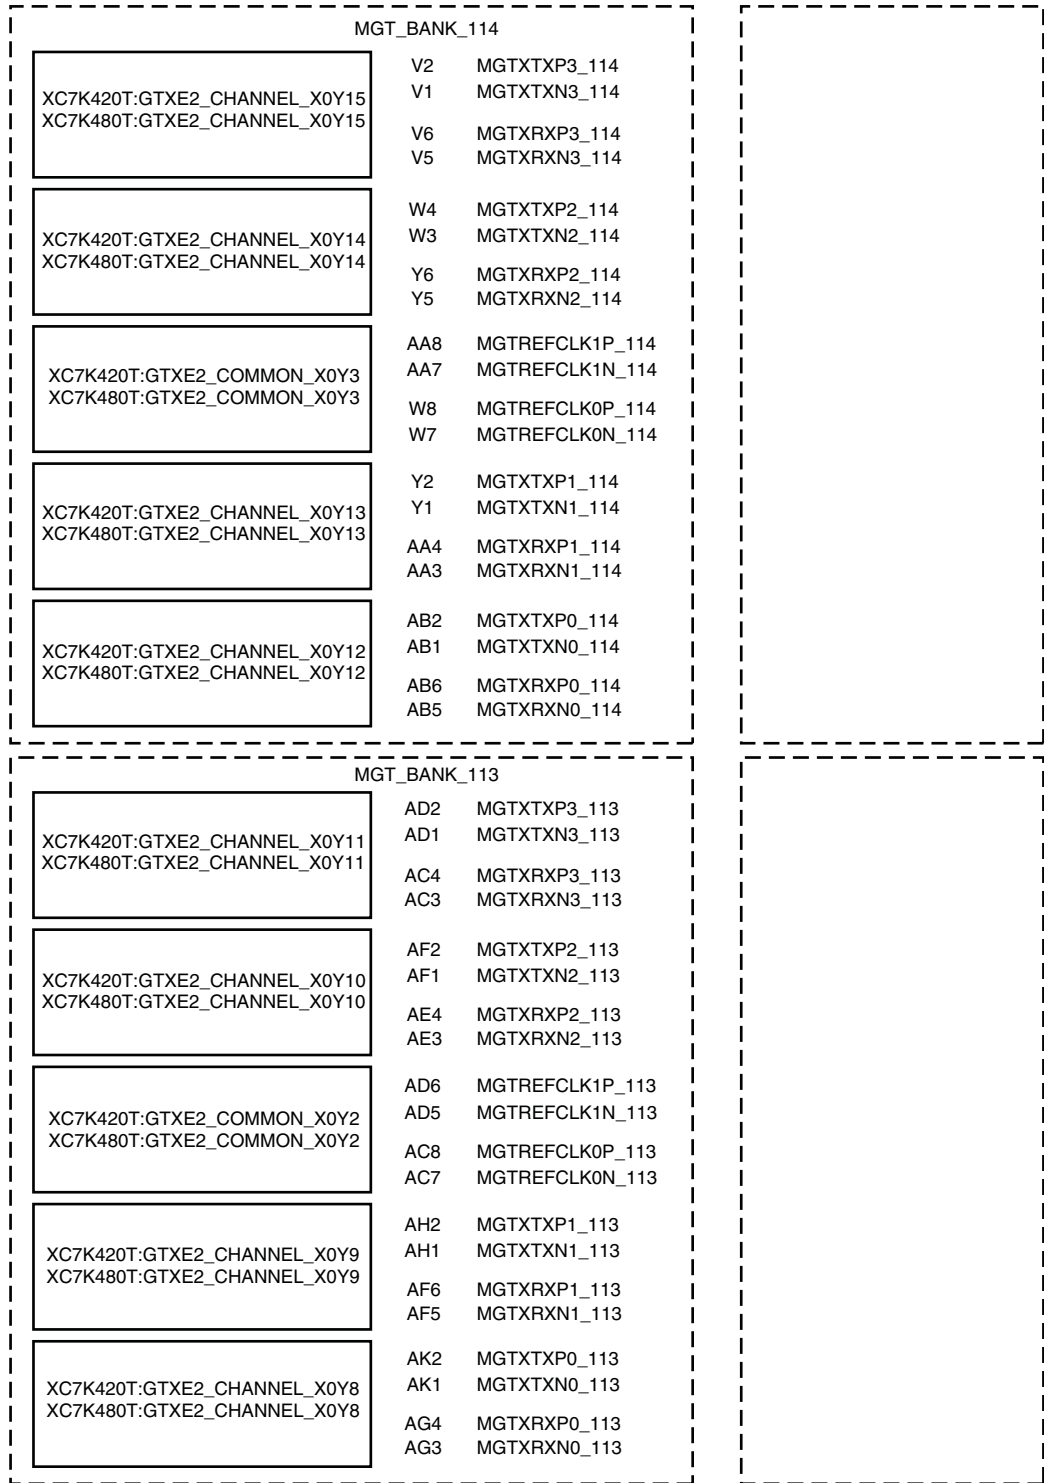 MGT_BANK_114
XC7K420T:GTXE2_CHANNEL_X0Y15
XC7K480T:GTXE2_CHANNEL_X0Y15
V2 MGTXTXP3_114
V1 MGTXTXN3_114
V6 MGTXRXP3_114
V5 MGTXRXN3_114
XC7K420T:GTXE2_CHANNEL_X0Y14
XC7K480T:GTXE2_CHANNEL_X0Y14
W4 MGTXTXP2_114
W3 MGTXTXN2_114
Y6 MGTXRXP2_114
Y5 MGTXRXN2_114
XC7K420T:GTXE2_COMMON_X0Y3
XC7K480T:GTXE2_COMMON_X0Y3
AA8 MGTREFCLK1P_114
AA7 MGTREFCLK1N_114
W8 MGTREFCLK0P_114
W7 MGTREFCLK0N_114
XC7K420T:GTXE2_CHANNEL_X0Y13
XC7K480T:GTXE2_CHANNEL_X0Y13
Y2 MGTXTXP1_114
Y1 MGTXTXN1_114
AA4 MGTXRXP1_114
AA3 MGTXRXN1_114
XC7K420T:GTXE2_CHANNEL_X0Y12
XC7K480T:GTXE2_CHANNEL_X0Y12
AB2 MGTXTXP0_114
AB1 MGTXTXN0_114
AB6 MGTXRXP0_114
AB5 MGTXRXN0_114
MGT_BANK_113
XC7K420T:GTXE2_CHANNEL_X0Y11
XC7K480T:GTXE2_CHANNEL_X0Y11
AD2 MGTXTXP3_113
AD1 MGTXTXN3_113
AC4 MGTXRXP3_113
AC3 MGTXRXN3_113
XC7K420T:GTXE2_CHANNEL_X0Y10
XC7K480T:GTXE2_CHANNEL_X0Y10
AF2 MGTXTXP2_113
AF1 MGTXTXN2_113
AE4 MGTXRXP2_113
AE3 MGTXRXN2_113
XC7K420T:GTXE2_COMMON_X0Y2
XC7K480T:GTXE2_COMMON_X0Y2
AD6 MGTREFCLK1P_113
AD5 MGTREFCLK1N_113
AC8 MGTREFCLK0P_113
AC7 MGTREFCLK0N_113
XC7K420T:GTXE2_CHANNEL_X0Y9
XC7K480T:GTXE2_CHANNEL_X0Y9
AH2 MGTXTXP1_113
AH1 MGTXTXN1_113
AF6 MGTXRXP1_113
AF5 MGTXRXN1_113
XC7K420T:GTXE2_CHANNEL_X0Y8
XC7K480T:GTXE2_CHANNEL_X0Y8
AK2 MGTXTXP0_113
AK1 MGTXTXN0_113
AG4 MGTXRXP0_113
AG3 MGTXRXN0_113